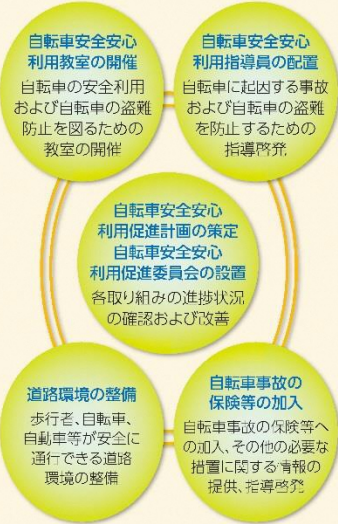 自転車安全安心
利用教室の開催
自転車の安全利用
および自転車の盗難
防止を図るための
教室の開催
自転車安全安心
利用指導員の配置
自転車に起因する事故
および自転車の盗難
を防止するための
指導啓発
自転車安全安心
利用促進計画の策定
自転車安全安心
利用促進委員会の設置
各取り組みの進捗状況
の確認および改善
道路環境の整備
歩行者、自転車、
自動車等が安全に
通行できる道路
環境の整備
自転車事故の
保険等の加入
自転車事故の保険等へ
の加入、その他の必要な
措置に関する情報の
提供、指導啓発